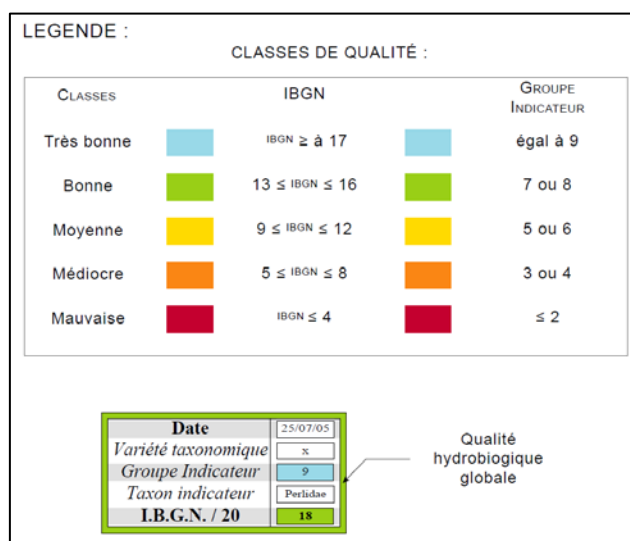 LEGENDE :
CLASSES DE QUALITÉ :
CLASSES IBGN GROUPE
INDICATEUR
Très bonne IBGN ≥ à 17 égal à 9
Bonne 13 ≤ IBGN ≤ 16 7 ou 8
Moyenne 9 ≤ IBGN ≤ 12 5 ou 6
Médiocre 5 ≤ IBGN ≤ 8 3 ou 4
Mauvaise IBGN ≤ 4 ≤ 2
Date 25/07/05
Variété taxonomique x
Groupe Indicateur 9
Taxon indicateur Perlidae
I.B.G.N. / 20 18
Qualité
hydrobiogique
globale